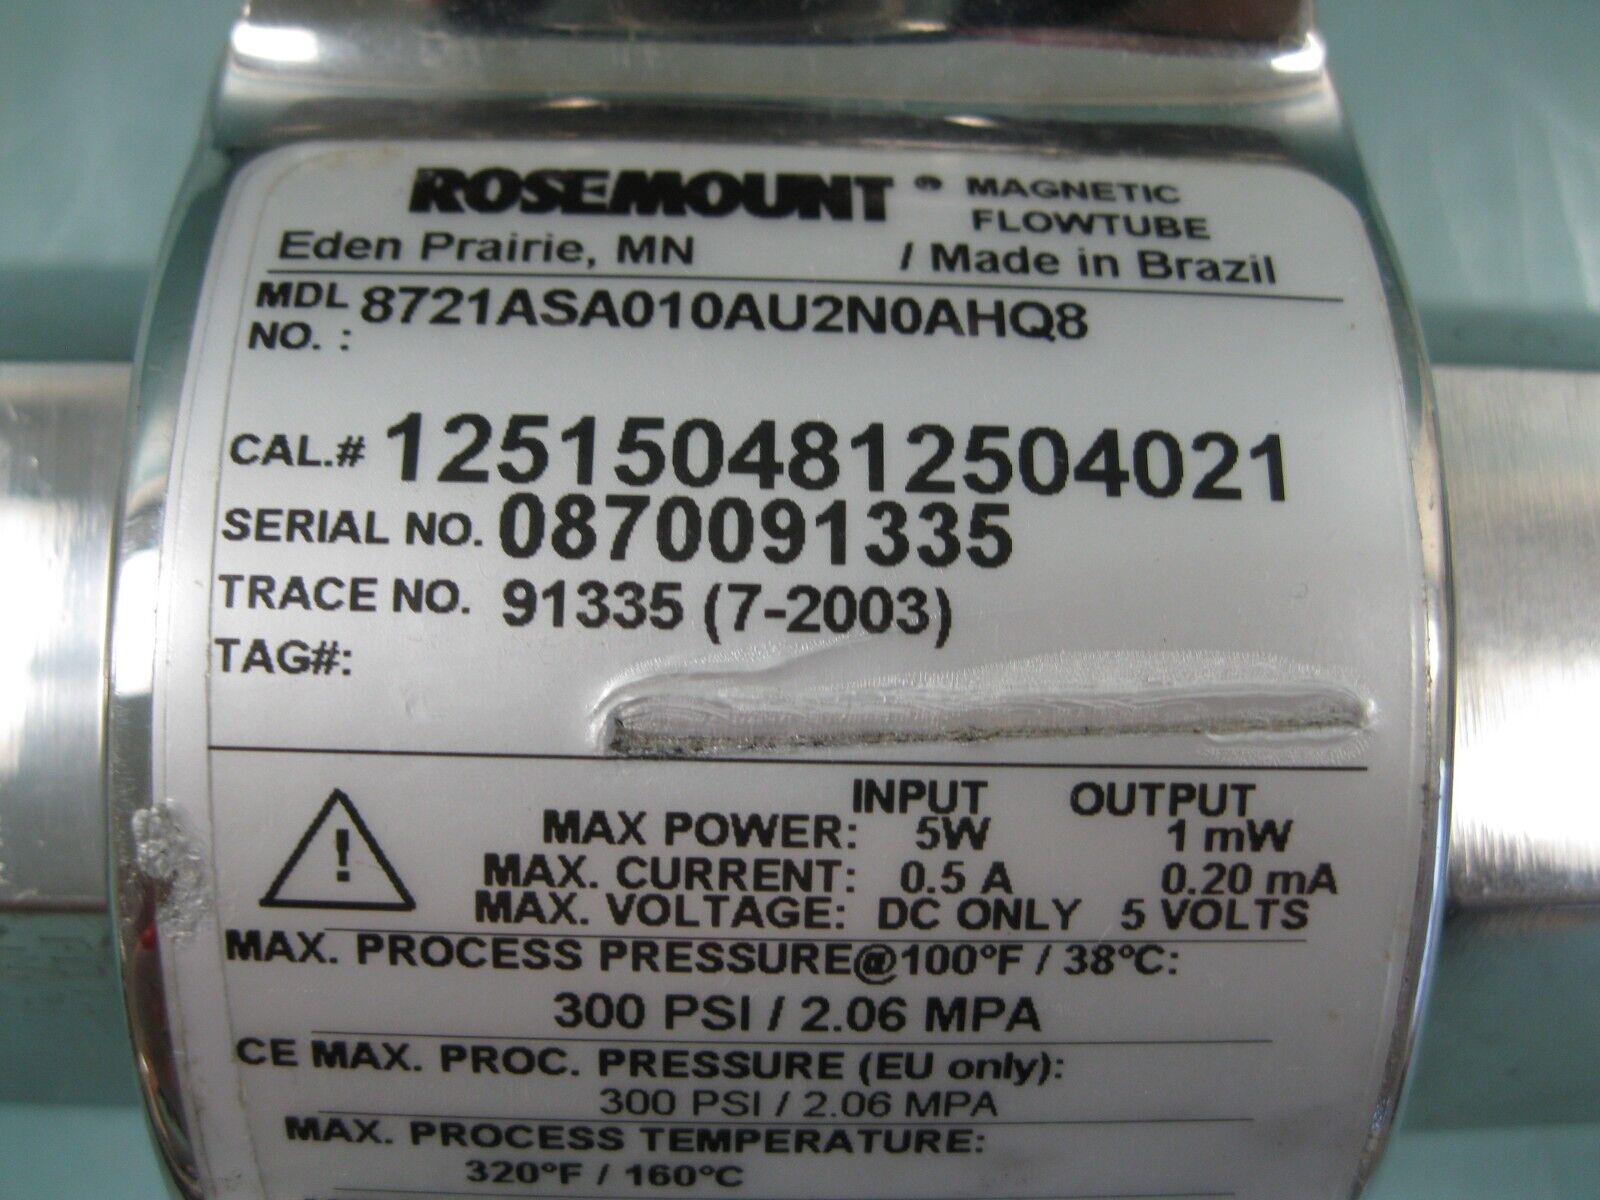 ROSEMOUNT ® MAGNETIC FLOWTUBE
Eden Prairie, MN / Made in Brazil
MDL NO. : 8721ASA010AU2N0AHQ8
CAL.# 1251504812504021
SERIAL NO. 0870091335
TRACE NO. 91335 (7-2003)
TAG#:
INPUT OUTPUT
! MAX POWER: 5W 1 mW
MAX. CURRENT: 0.5 A 0.20 mA
MAX. VOLTAGE: DC ONLY 5 VOLTS
MAX. PROCESS PRESSURE@100°F / 38°C:
300 PSI / 2.06 MPA
CE MAX. PROC. PRESSURE (EU only):
300 PSI / 2.06 MPA
MAX. PROCESS TEMPERATURE:
320°F / 160°C